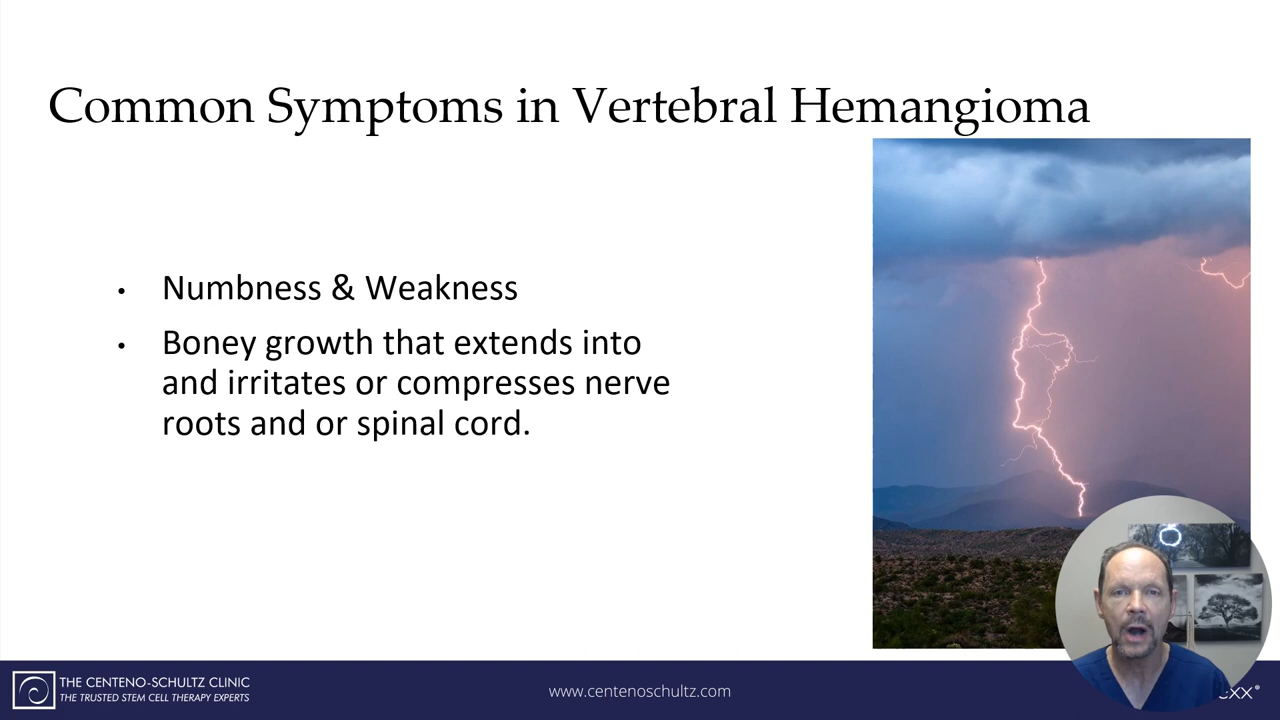 Common Symptoms in Vertebral Hemangioma
• Numbness & Weakness
• Boney growth that extends into
and irritates or compresses nerve
roots and or spinal cord.
THE CENTENO-SCHULTZ CLINIC
THE TRUSTED STEM CELL THERAPY EXPERTS
www.centenoschultz.com